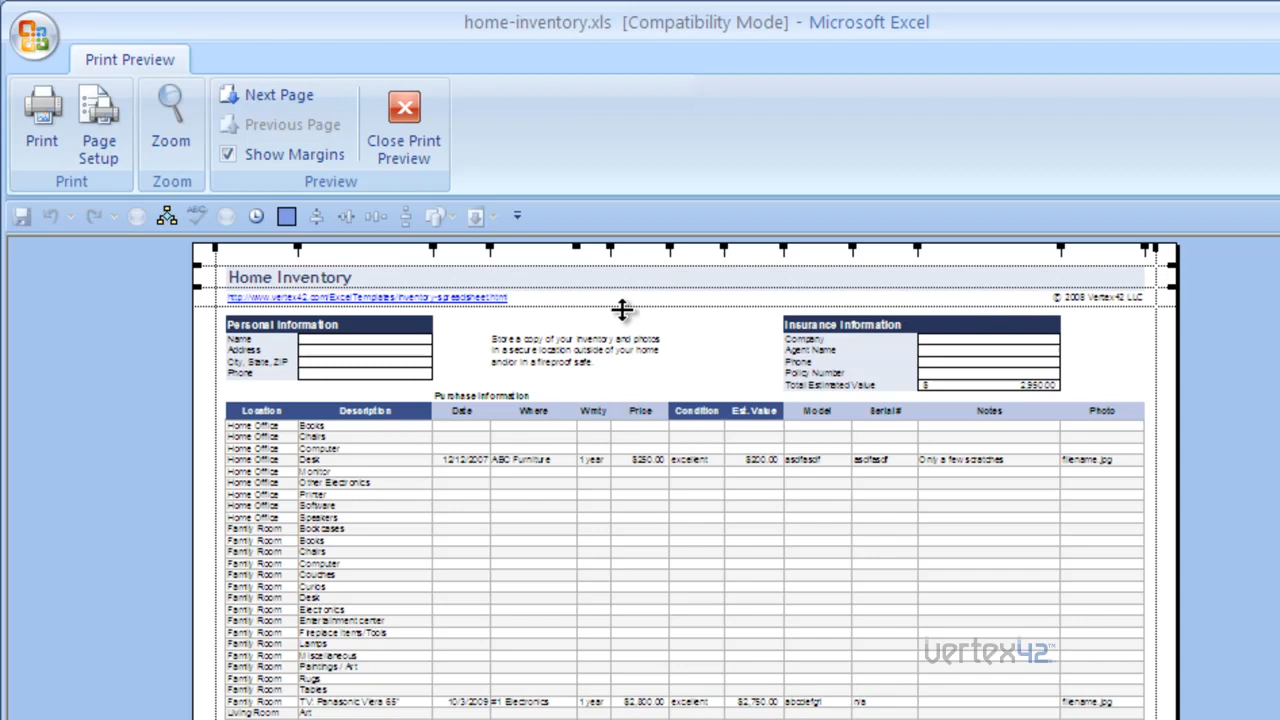 home-inventory.xls [Compatibility Mode] - Microsoft Excel
Print Preview
Print
Page Setup
Zoom
Next Page
Previous Page
Show Margins
Close Print Preview
Print
Zoom
Preview
Home Inventory
http://www.vertex42.com/ExcelTemplates/inventory-spreadsheet.html © 2008 Vertex42 LLC
Personal Information
Name
Address
City, State, ZIP
Phone
Store a copy of your inventory and photos
in a secure location outside of your home
and/or in a fireproof safe.
Insurance Information
Company
Agent Name
Phone
Policy Number
Total Estimated Value $ 2,950.00
Purchase Information
Location Description Date Where Wrnty Price Condition Est. Value Model Serial # Notes Photo
Home Office Books
Home Office Chairs
Home Office Computer
Home Office Desk 12/12/2007 ABC Furniture 1 year $250.00 excellent $200.00 asdfasdf asdfasdf Only a few scratches filename.jpg
Home Office Monitor
Home Office Other Electronics
Home Office Printer
Home Office Software
Home Office Speakers
Family Room Bookcases
Family Room Books
Family Room Chairs
Family Room Computer
Family Room Couches
Family Room Curios
Family Room Desk
Family Room Electronics
Family Room Entertainment center
Family Room Fireplace Items/Tools
Family Room Lamps
Family Room Miscellaneous
Family Room Paintings / Art
Family Room Rugs
Family Room Tables
Family Room TV: Panasonic Viera 65" 10/3/2009 #1 Electronics 1 year $2,800.00 excellent $2,750.00 abcdefgf n/a filename.jpg
Living Room Art
vertex42™